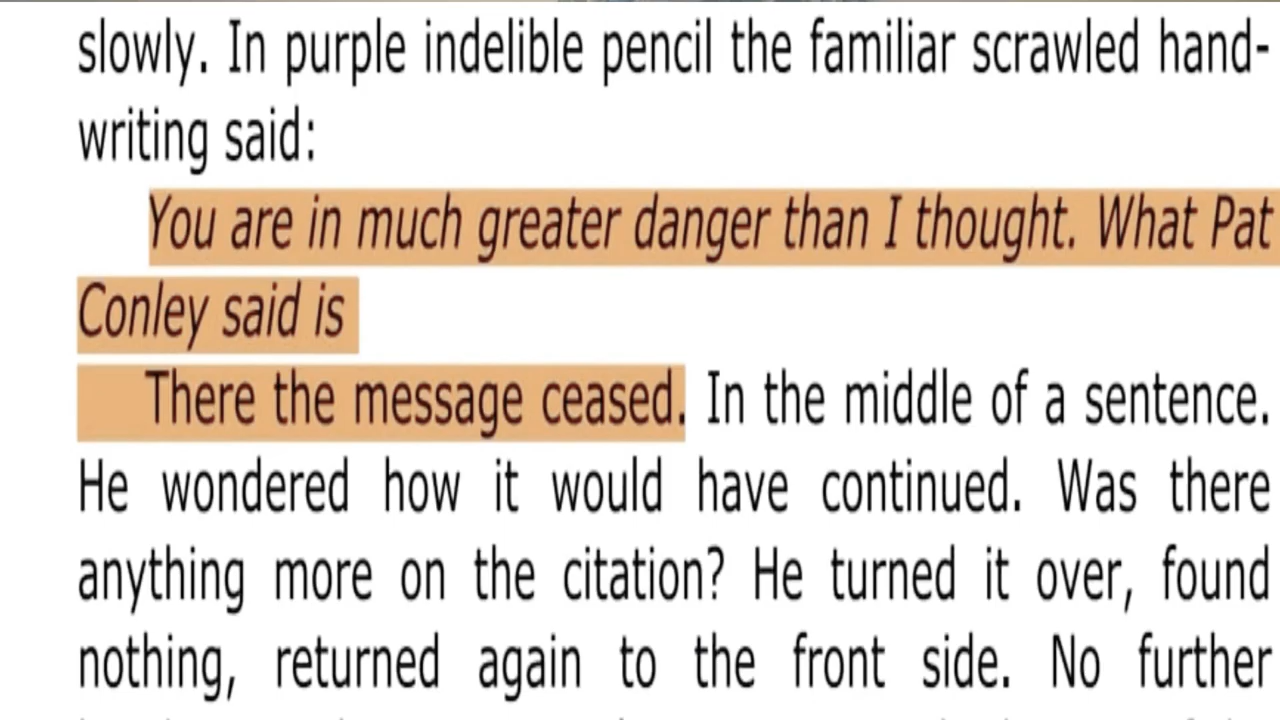 slowly. In purple indelible pencil the familiar scrawled hand-
writing said:
You are in much greater danger than I thought. What Pat
Conley said is
There the message ceased. In the middle of a sentence.
He wondered how it would have continued. Was there
anything more on the citation? He turned it over, found
nothing, returned again to the front side. No further